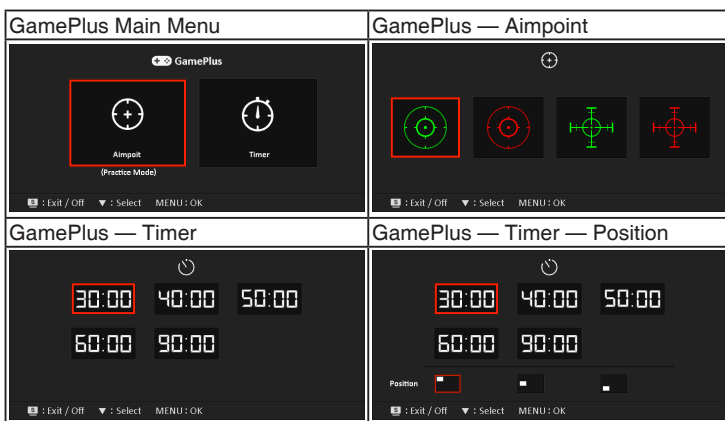 GamePlus Main Menu
GamePlus — Aimpoint
GamePlus
Aimpoit
Timer
(Practice Mode)
S : Exit / Off ▼ : Select MENU : OK
S : Exit / Off ▼ : Select MENU : OK
GamePlus — Timer
GamePlus — Timer — Position
30:00 40:00 50:00
60:00 90:00
S : Exit / Off ▼ : Select MENU : OK
30:00 40:00 50:00
60:00 90:00
Position
S : Exit / Off ▼ : Select MENU : OK